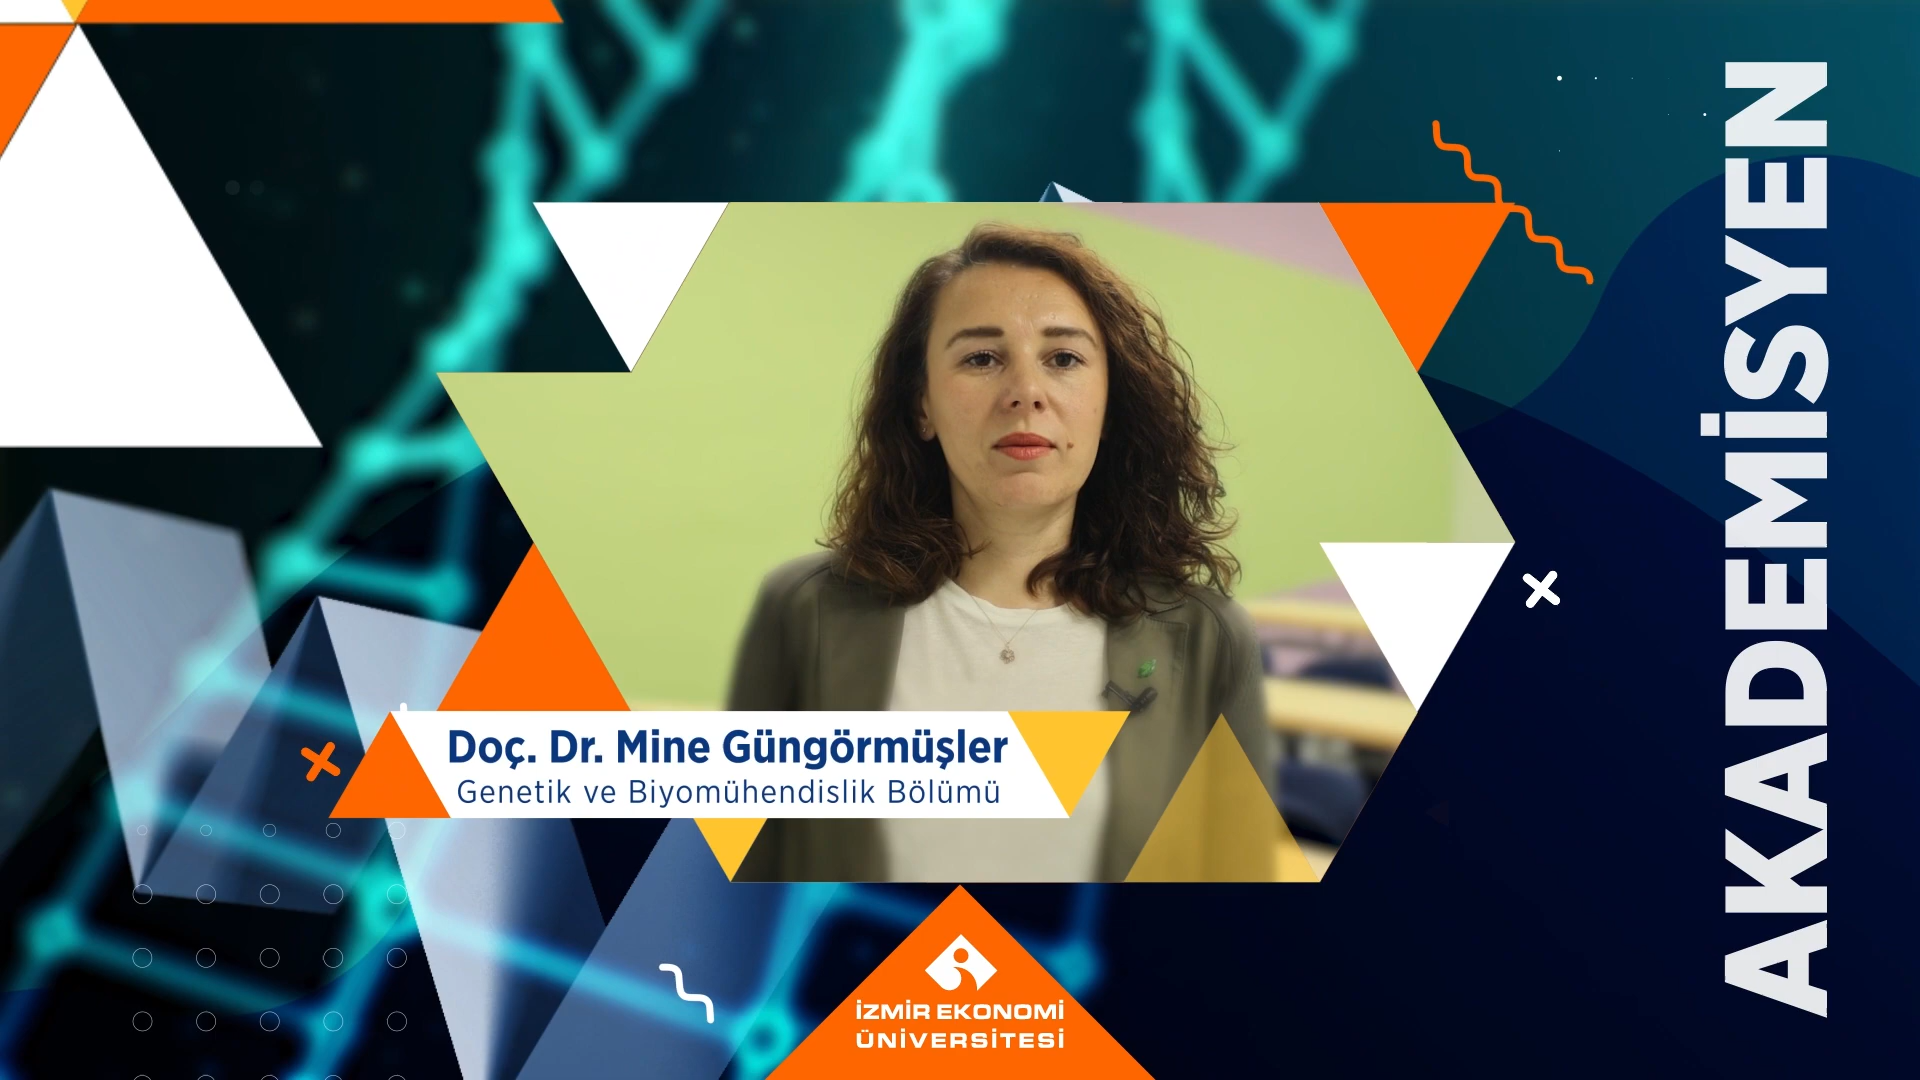 AKADEMİSYEN
Doç. Dr. Mine Güngörmüşler
Genetik ve Biyomühendislik Bölümü
İZMİR EKONOMİ
ÜNİVERSİTESİ